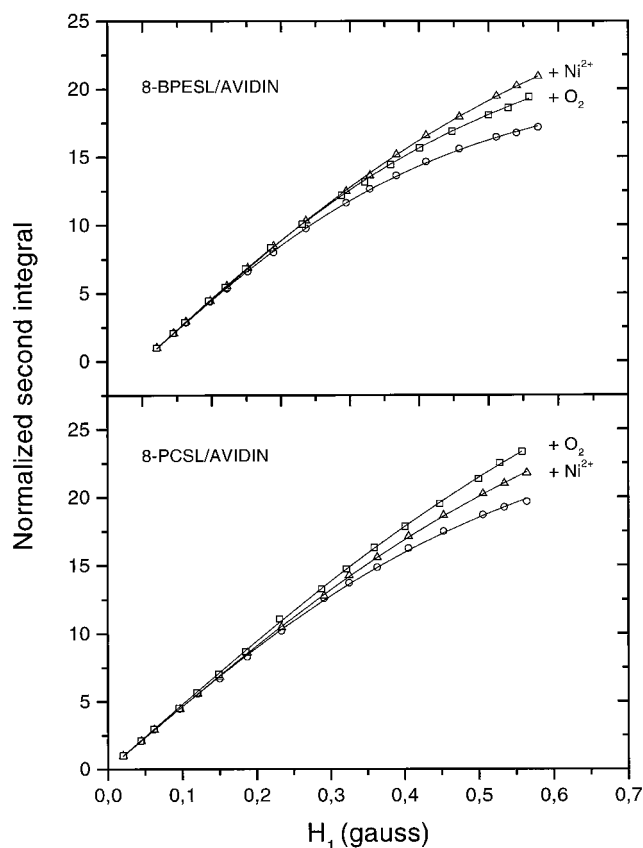 25
20
15
10
5
0
8-BPESL/AVIDIN
+ Ni²⁺
+ O₂
Normalized second integral
25
20
15
10
5
0
8-PCSL/AVIDIN
+ O₂
+ Ni²⁺
0,0 0,1 0,2 0,3 0,4 0,5 0,6 0,7
H₁ (gauss)